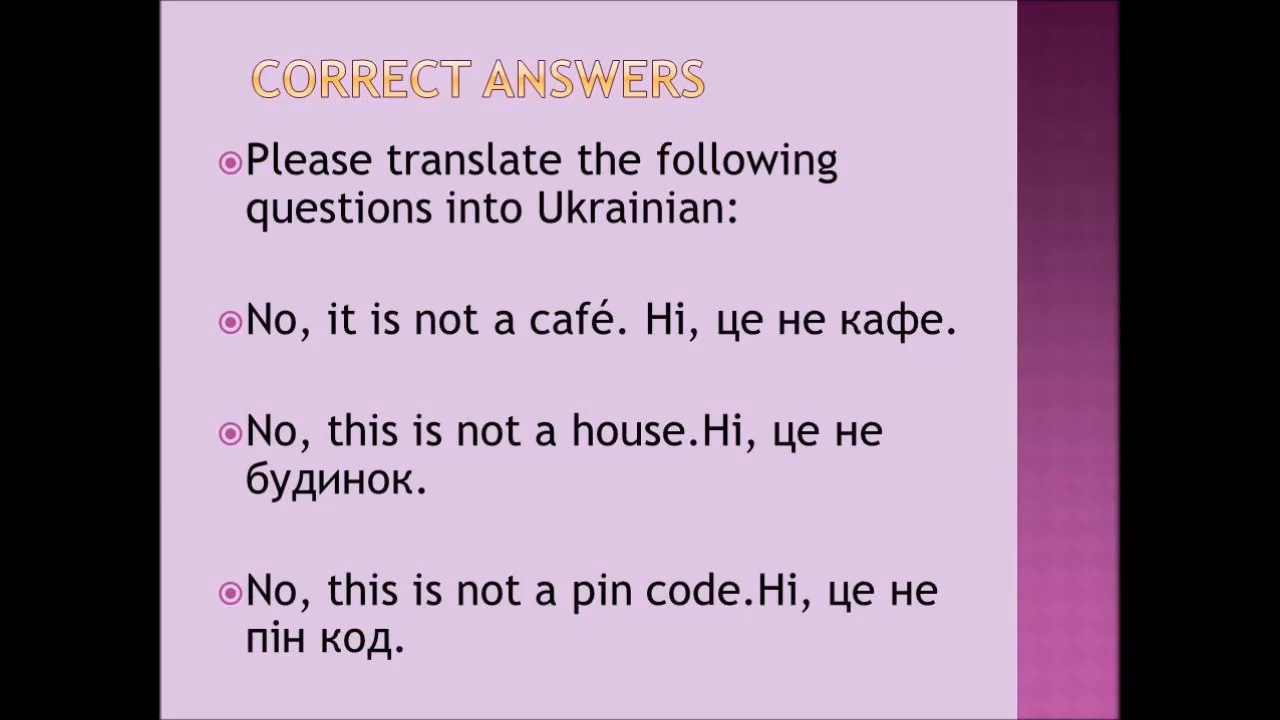 CORRECT ANSWERS
Please translate the following
questions into Ukrainian:
No, it is not a café. Ні, це не кафе.
No, this is not a house.Ні, це не
будинок.
No, this is not a pin code.Ні, це не
пін код.